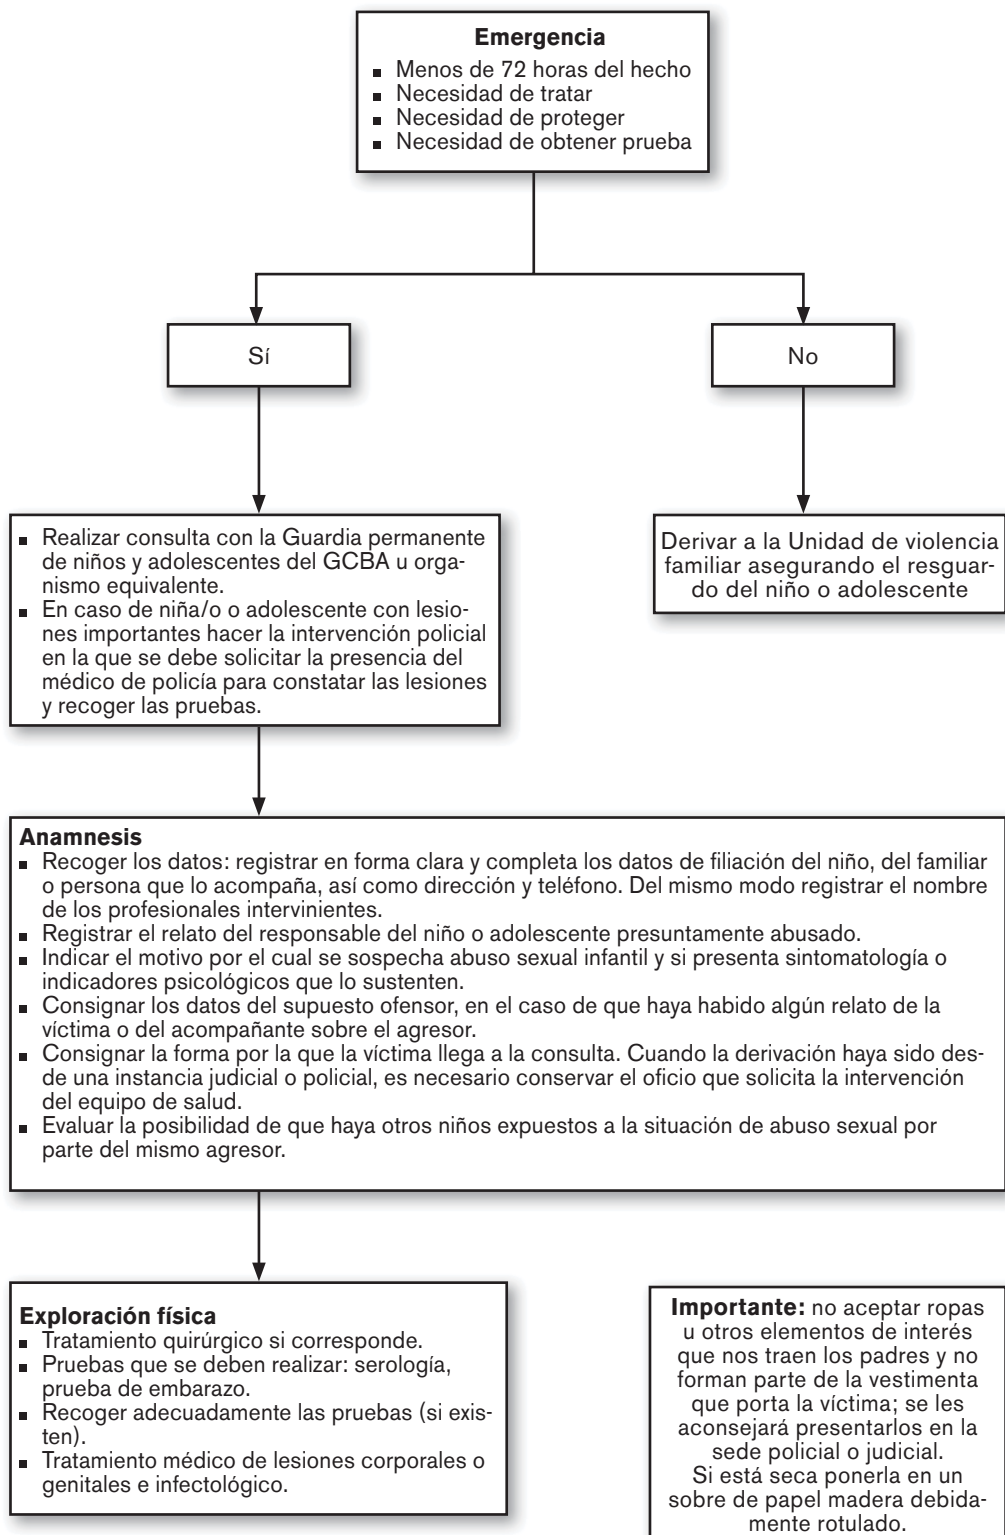 Emergencia
▪ Menos de 72 horas del hecho
▪ Necesidad de tratar
▪ Necesidad de proteger
▪ Necesidad de obtener prueba
Sí
No
▪ Realizar consulta con la Guardia permanente
de niños y adolescentes del GCBA u orga-
nismo equivalente.
▪ En caso de niña/o o adolescente con lesio-
nes importantes hacer la intervención policial
en la que se debe solicitar la presencia del
médico de policía para constatar las lesiones
y recoger las pruebas.
Derivar a la Unidad de violencia
familiar asegurando el resguar-
do del niño o adolescente
Anamnesis
▪ Recoger los datos: registrar en forma clara y completa los datos de filiación del niño, del familiar
o persona que lo acompaña, así como dirección y teléfono. Del mismo modo registrar el nombre
de los profesionales intervinientes.
▪ Registrar el relato del responsable del niño o adolescente presuntamente abusado.
▪ Indicar el motivo por el cual se sospecha abuso sexual infantil y si presenta sintomatología o
indicadores psicológicos que lo sustenten.
▪ Consignar los datos del supuesto ofensor, en el caso de que haya habido algún relato de la
víctima o del acompañante sobre el agresor.
▪ Consignar la forma por la que la víctima llega a la consulta. Cuando la derivación haya sido des-
de una instancia judicial o policial, es necesario conservar el oficio que solicita la intervención
del equipo de salud.
▪ Evaluar la posibilidad de que haya otros niños expuestos a la situación de abuso sexual por
parte del mismo agresor.
Exploración física
▪ Tratamiento quirúrgico si corresponde.
▪ Pruebas que se deben realizar: serología,
prueba de embarazo.
▪ Recoger adecuadamente las pruebas (si exis-
ten).
▪ Tratamiento médico de lesiones corporales o
genitales e infectológico.
Importante: no aceptar ropas
u otros elementos de interés
que nos traen los padres y no
forman parte de la vestimenta
que porta la víctima; se les
aconsejará presentarlos en la
sede policial o judicial.
Si está seca ponerla en un
sobre de papel madera debida-
mente rotulado.